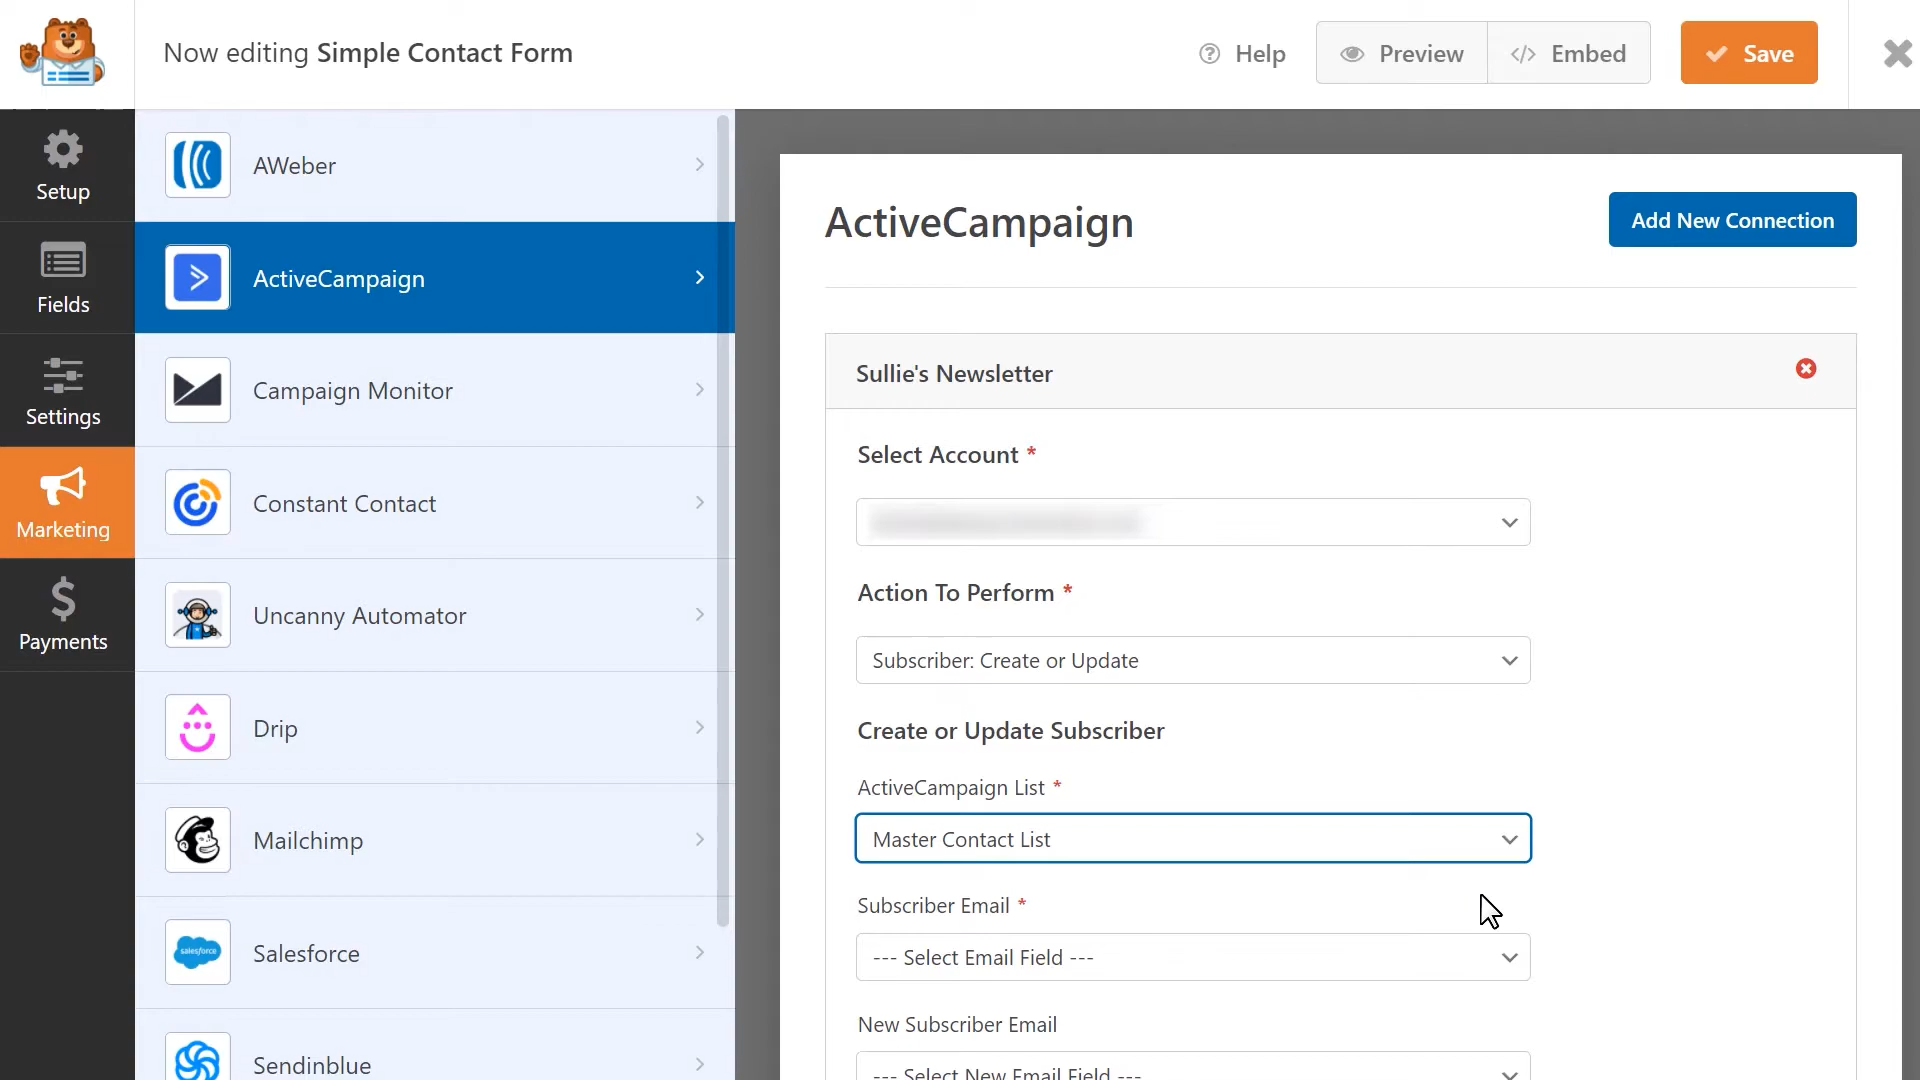 Now editing Simple Contact Form
Help
Preview
Embed
Save
Setup
Fields
Settings
Marketing
Payments
AWeber
ActiveCampaign
Campaign Monitor
Constant Contact
Uncanny Automator
Drip
Mailchimp
salesforce
Salesforce
Sendinblue
ActiveCampaign
Add New Connection
Sullie's Newsletter
Select Account *
Action To Perform *
Subscriber: Create or Update
Create or Update Subscriber
ActiveCampaign List *
Master Contact List
Subscriber Email *
--- Select Email Field ---
New Subscriber Email
--- Select New Email Field ---